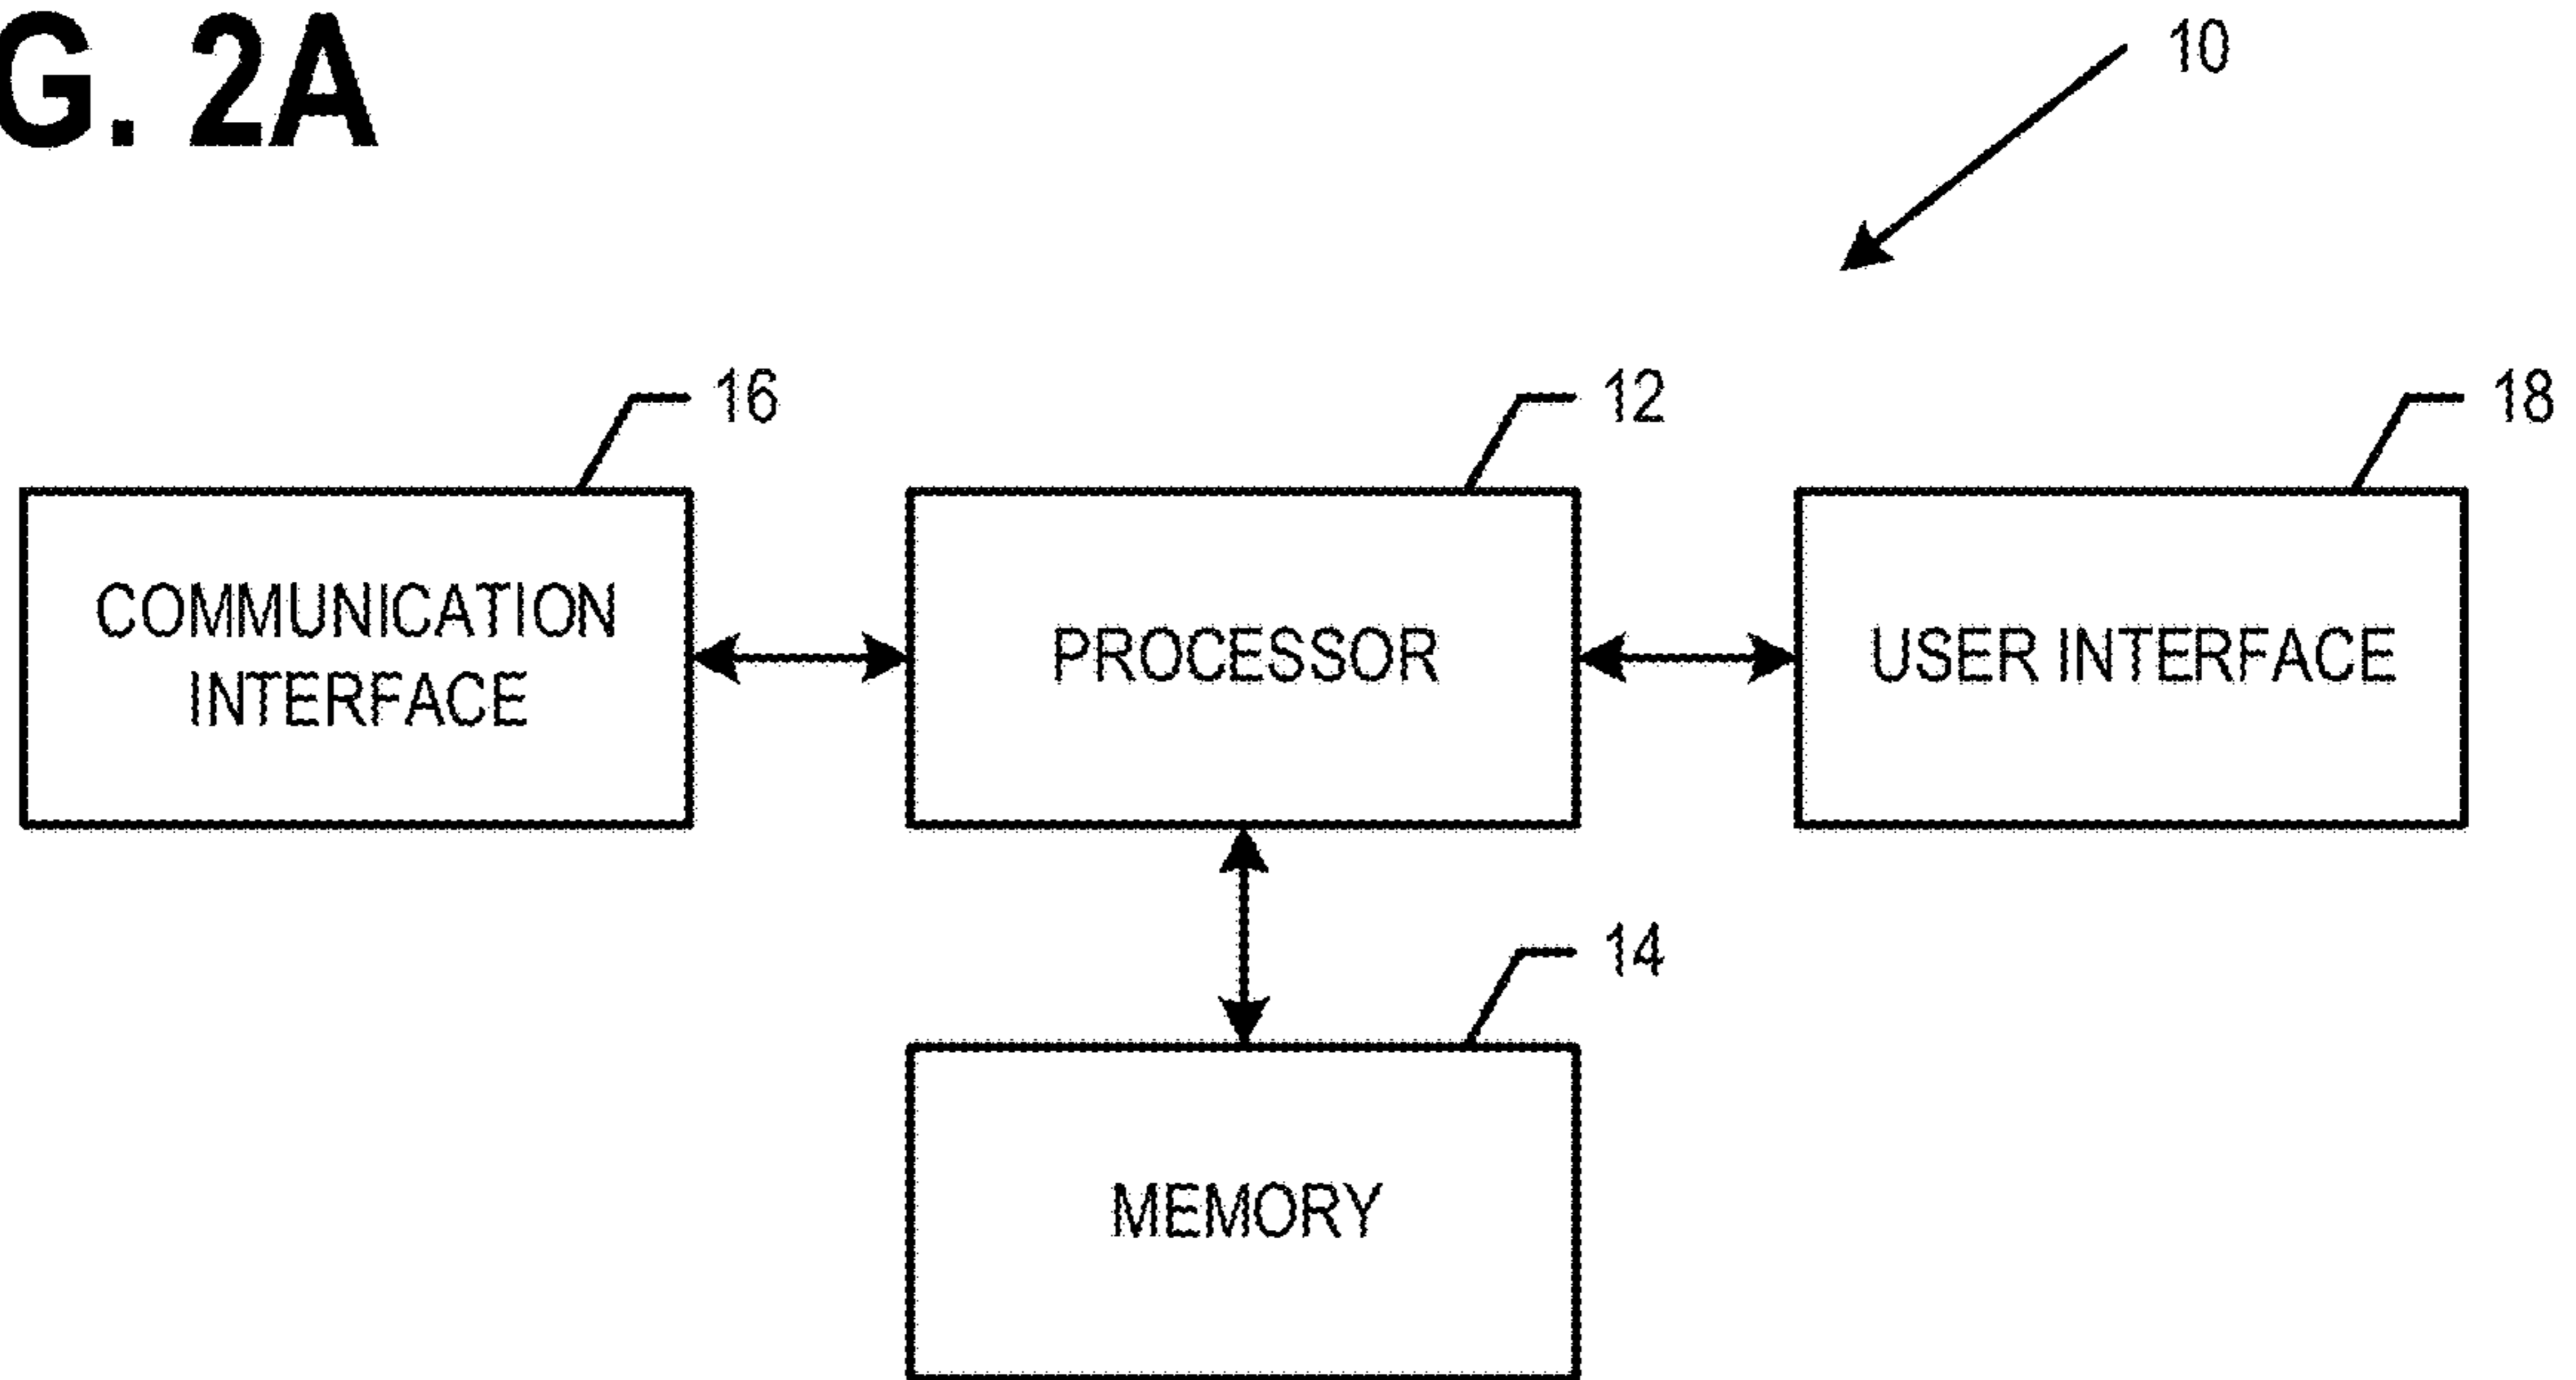 G. 2A
10
16
12
18
COMMUNICATION
INTERFACE
PROCESSOR
USER INTERFACE
14
MEMORY